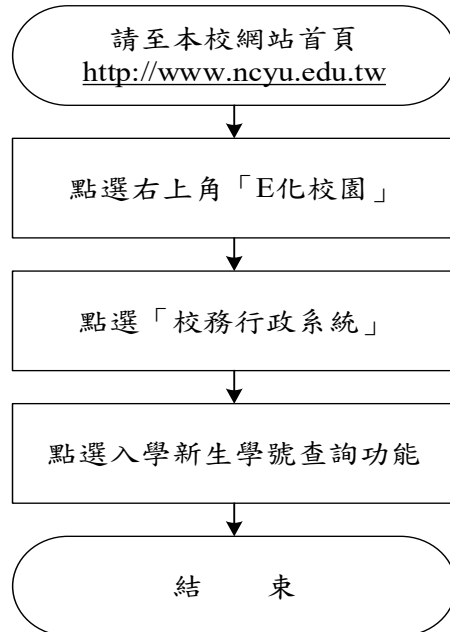 請至本校網站首頁
http://www.ncyu.edu.tw
點選右上角「E化校園」
點選「校務行政系統」
點選入學新生學號查詢功能
結　　束